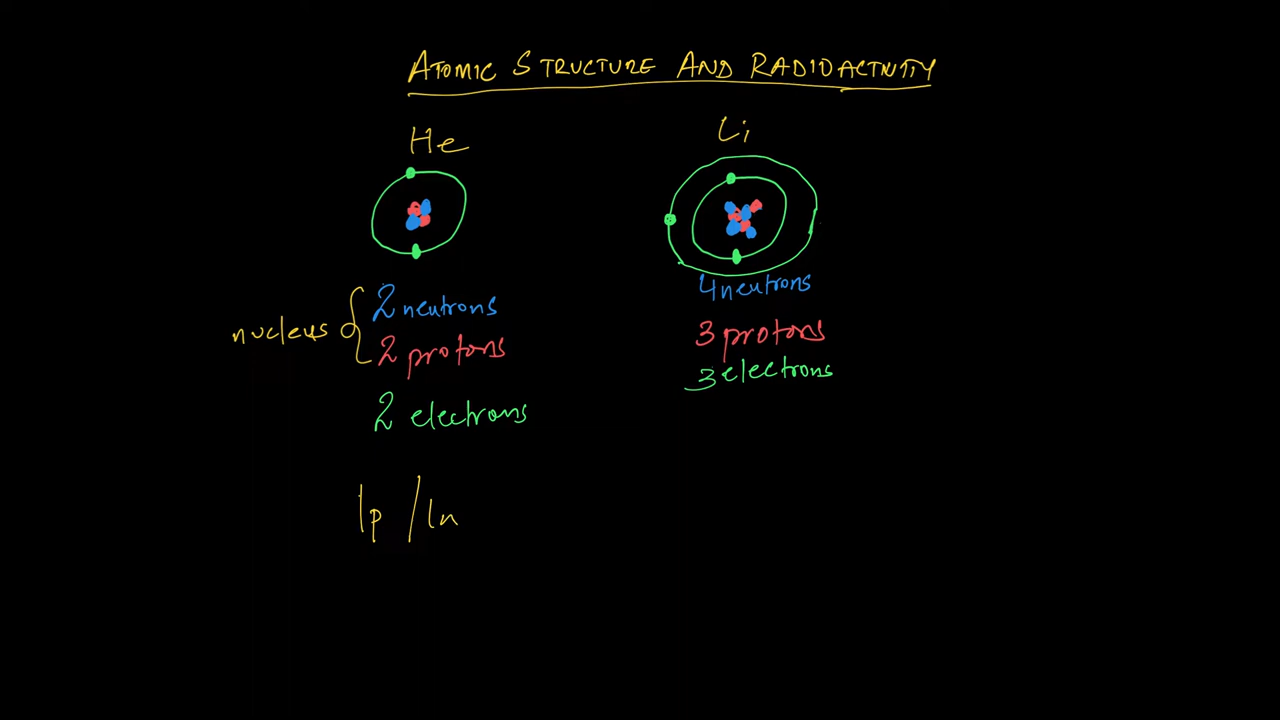 ATOMIC STRUCTURE AND RADIOACTIVITY
He
Li
nucleus
2 neutrons
2 protons
2 electrons
4 neutrons
3 protons
3 electrons
1p / 1n